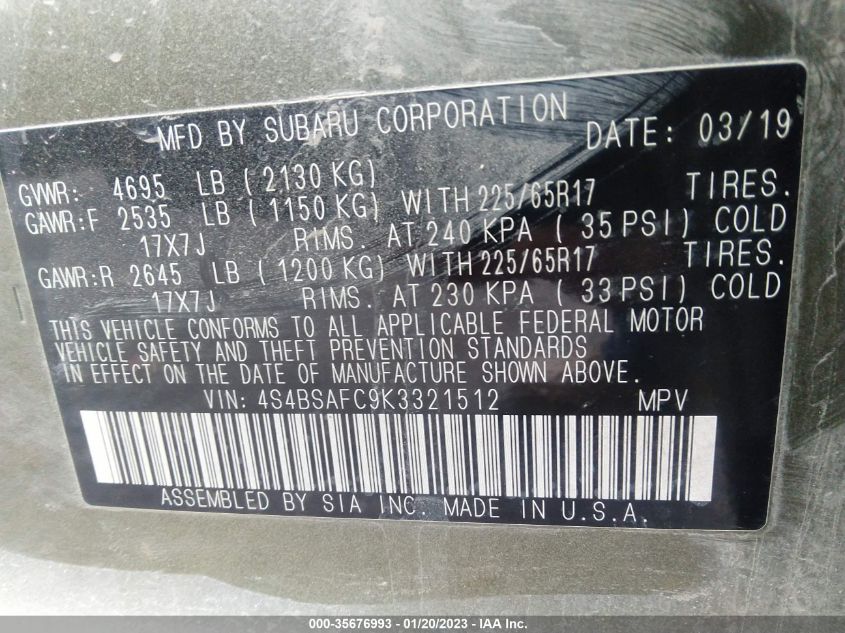 MFD BY SUBARU CORPORATION DATE: 03/19
GVWR: 4695 LB (2130 KG)
GAWR:F 2535 LB (1150 KG) WITH 225/65R17 TIRES.
17X7J RIMS. AT 240 KPA ( 35 PSI) COLD
GAWR:R 2645 LB (1200 KG) WITH 225/65R17 TIRES.
17X7J RIMS. AT 230 KPA ( 33 PSI) COLD
THIS VEHICLE CONFORMS TO ALL APPLICABLE FEDERAL MOTOR
VEHICLE SAFETY AND THEFT PREVENTION STANDARDS
IN EFFECT ON THE DATE OF MANUFACTURE SHOWN ABOVE.
VIN: 4S4BSAFC9K3321512 MPV
ASSEMBLED BY SIA INC. MADE IN U.S.A.
000-35676993 - 01/20/2023 - © IAA Inc.